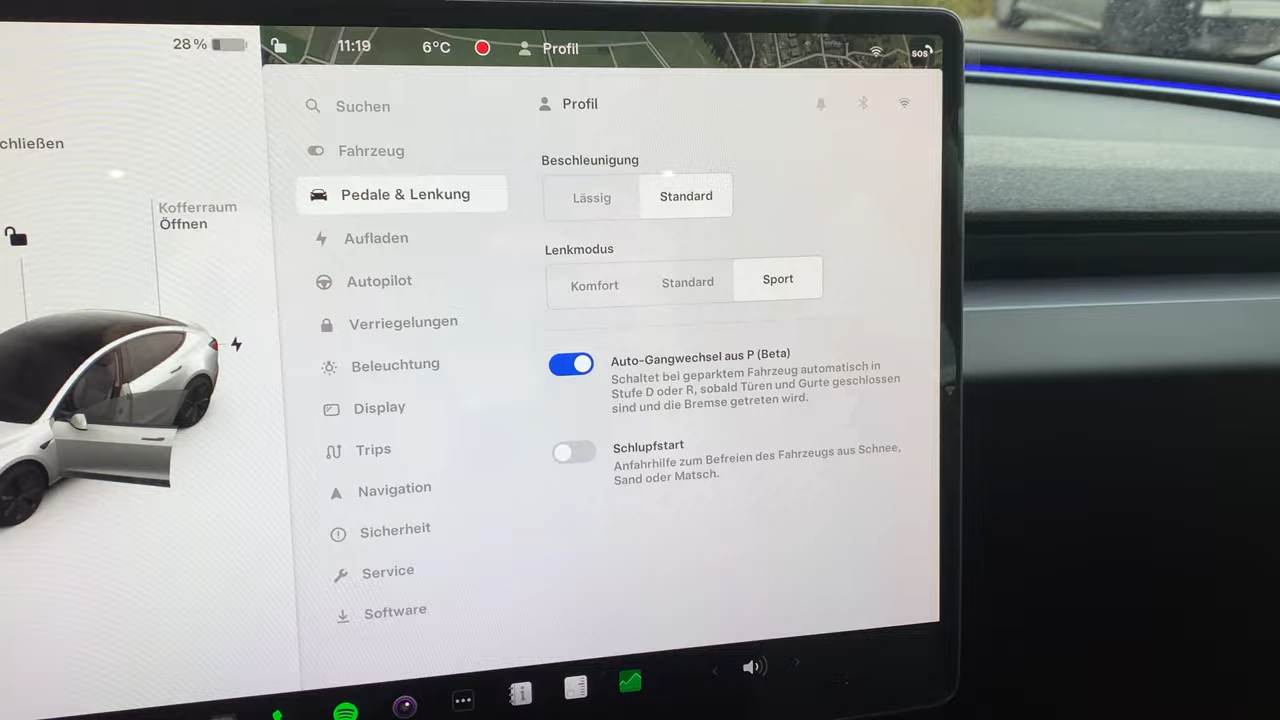 28 %
11:19
6°C
Profil
SOS
chließen
Kofferraum
Öffnen
Suchen
Fahrzeug
Pedale & Lenkung
Aufladen
Autopilot
Verriegelungen
Beleuchtung
Display
Trips
Navigation
Sicherheit
Service
Software
Profil
Beschleunigung
Lässig
Standard
Lenkmodus
Komfort
Standard
Sport
Auto-Gangwechsel aus P (Beta)
Schaltet bei geparktem Fahrzeug automatisch in
Stufe D oder R, sobald Türen und Gurte geschlossen
sind und die Bremse getreten wird.
Schlupfstart
Anfahrhilfe zum Befreien des Fahrzeugs aus Schnee,
Sand oder Matsch.